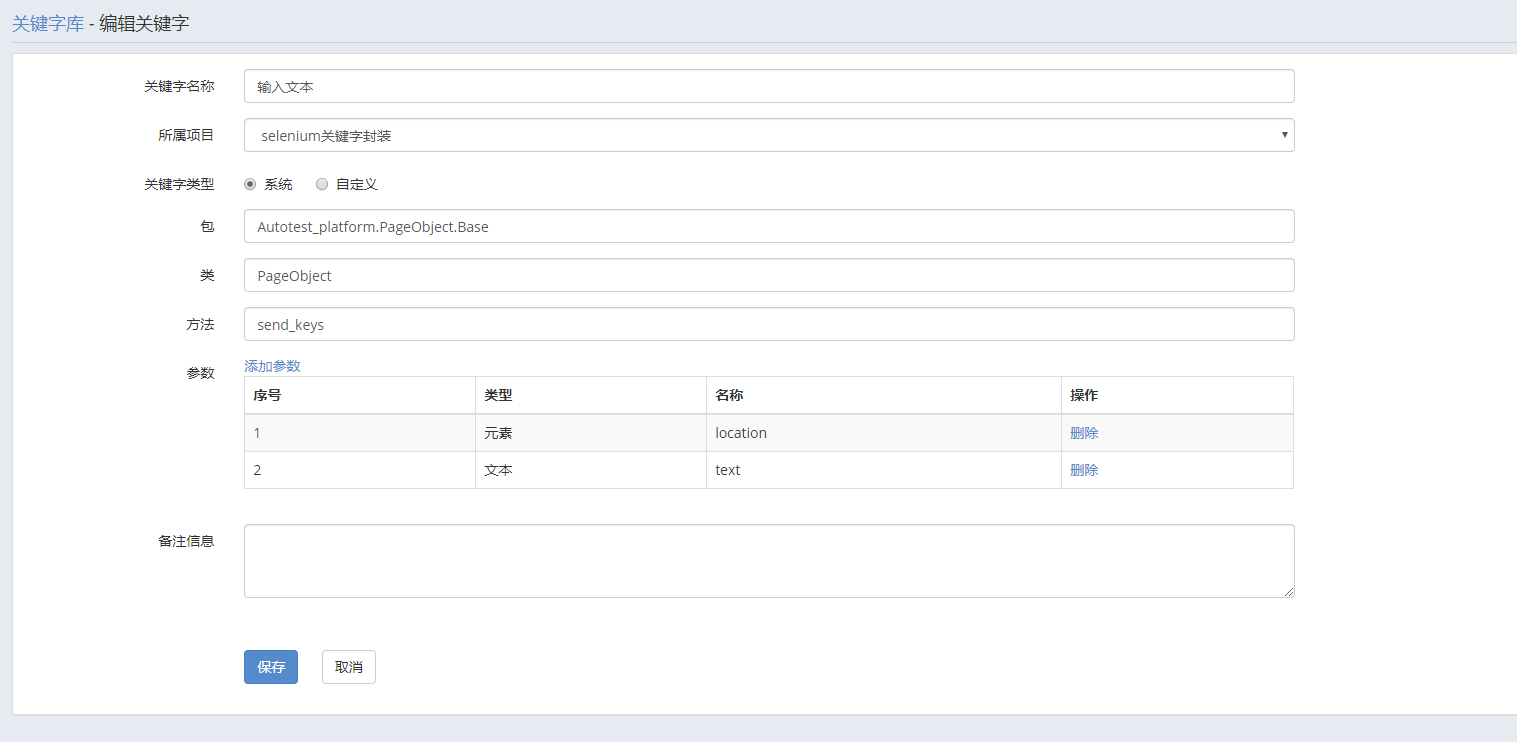 关键字库 - 编辑关键字
关键字名称 输入文本
所属项目 selenium关键字封装
关键字类型 系统 自定义
包 Autotest_platform.PageObject.Base
类 PageObject
方法 send_keys
参数 添加参数
序号 类型 名称 操作
1 元素 location 删除
2 文本 text 删除
备注信息
保存 取消